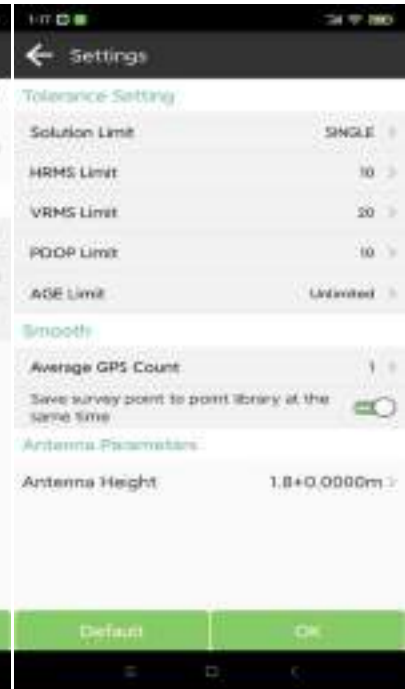 1:17
Settings
Tolerance Setting
Solution Limit SINGLE
HRMS Limit 10
VRMS Limit 20
PDOP Limit 10
AGE Limit Unlimited
Smooth
Average GPS Count 1
Save survey point to point library at the
same time
Antenna Parameters
Antenna Height 1.8+0.0000m
Default OK